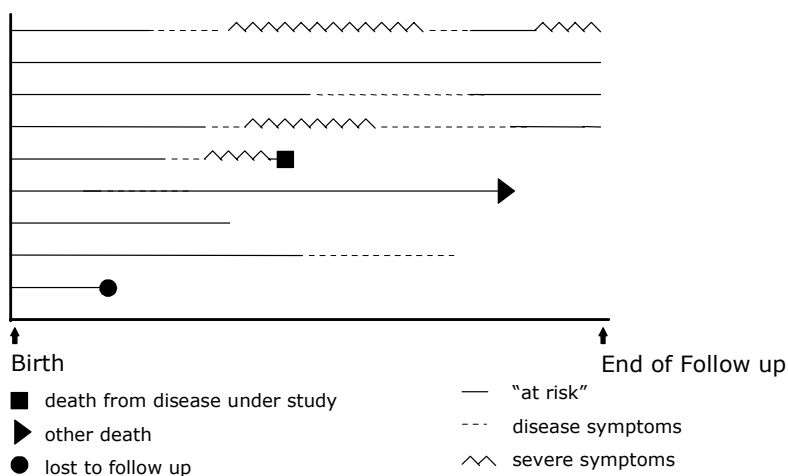 Birth
End of Follow up
death from disease under study
other death
lost to follow up
“at risk”
disease symptoms
severe symptoms